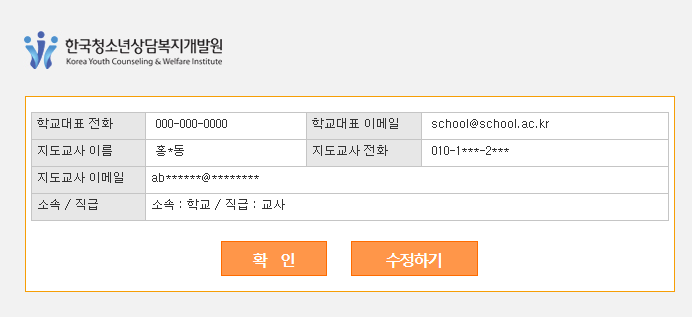 한국청소년상담복지개발원
Korea Youth Counseling & Welfare Institute
학교대표 전화 000-000-0000 학교대표 이메일 school@school.ac.kr
지도교사 이름 홍*동 지도교사 전화 010-1***-2***
지도교사 이메일 ab******@********
소속 / 직급 소속 : 학교 / 직급 : 교사
확 인 수정하기